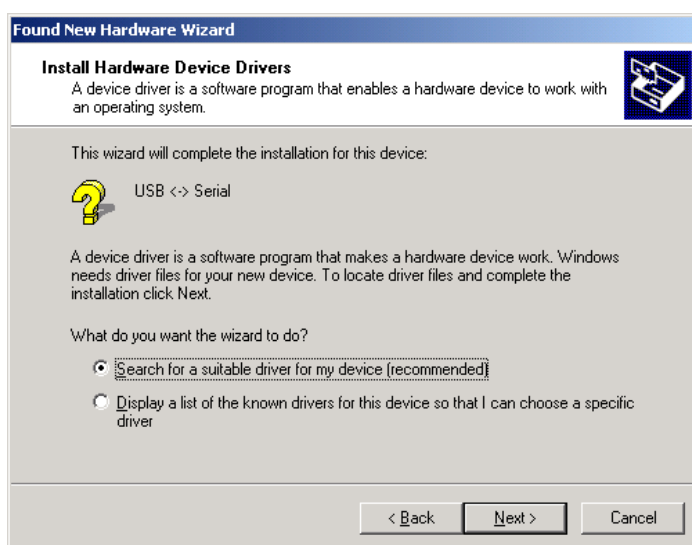 Found New Hardware Wizard
Install Hardware Device Drivers
A device driver is a software program that enables a hardware device to work with
an operating system.
This wizard will complete the installation for this device:
USB <-> Serial
A device driver is a software program that makes a hardware device work. Windows
needs driver files for your new device. To locate driver files and complete the
installation click Next.
What do you want the wizard to do?
Search for a suitable driver for my device (recommended)
Display a list of the known drivers for this device so that I can choose a specific
driver
< Back
Next >
Cancel